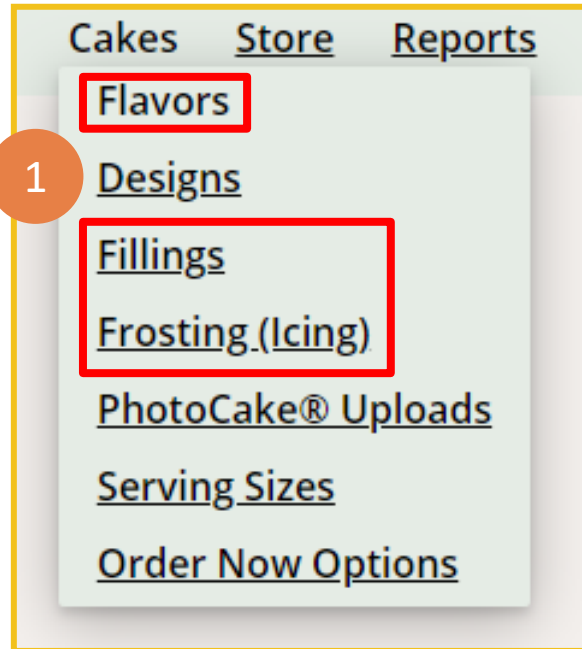 Cakes Store Reports
Flavors
1 Designs
Fillings
Frosting (Icing)
PhotoCake® Uploads
Serving Sizes
Order Now Options